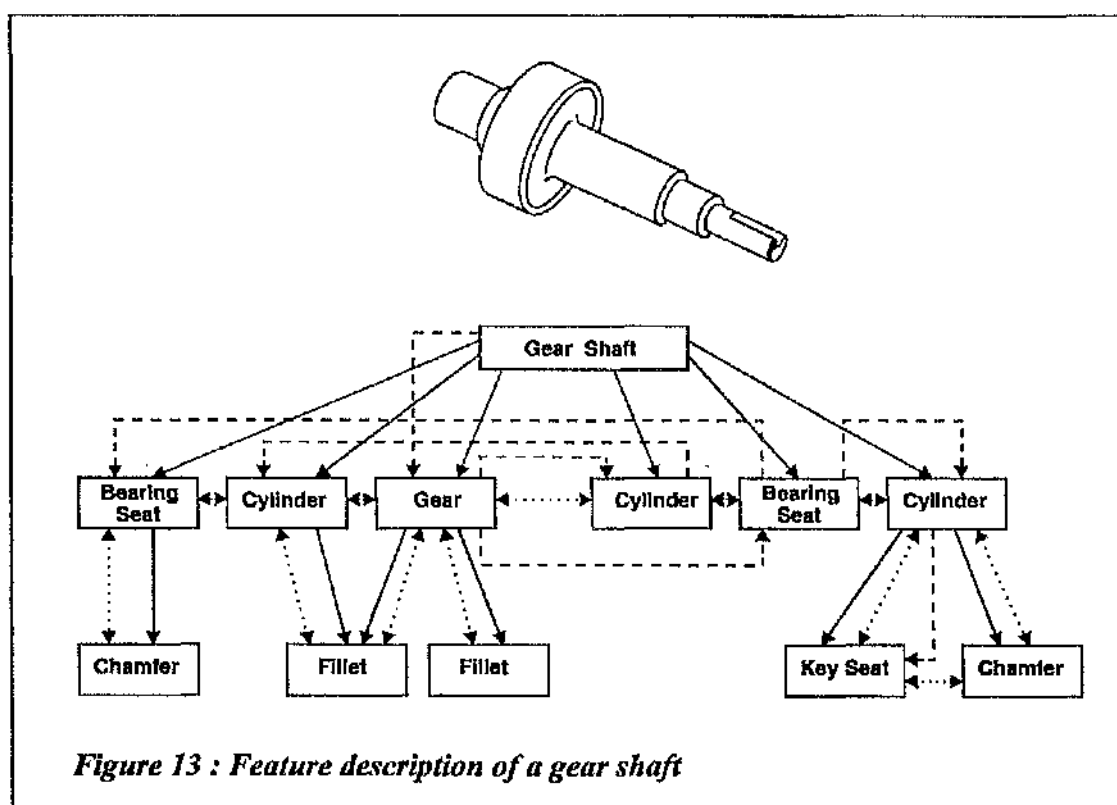 Gear Shaft
Bearing Seat Cylinder Gear Cylinder Bearing Seat Cylinder
Chamfer Fillet Fillet Key Seat Chamfer
Figure 13 : Feature description of a gear shaft